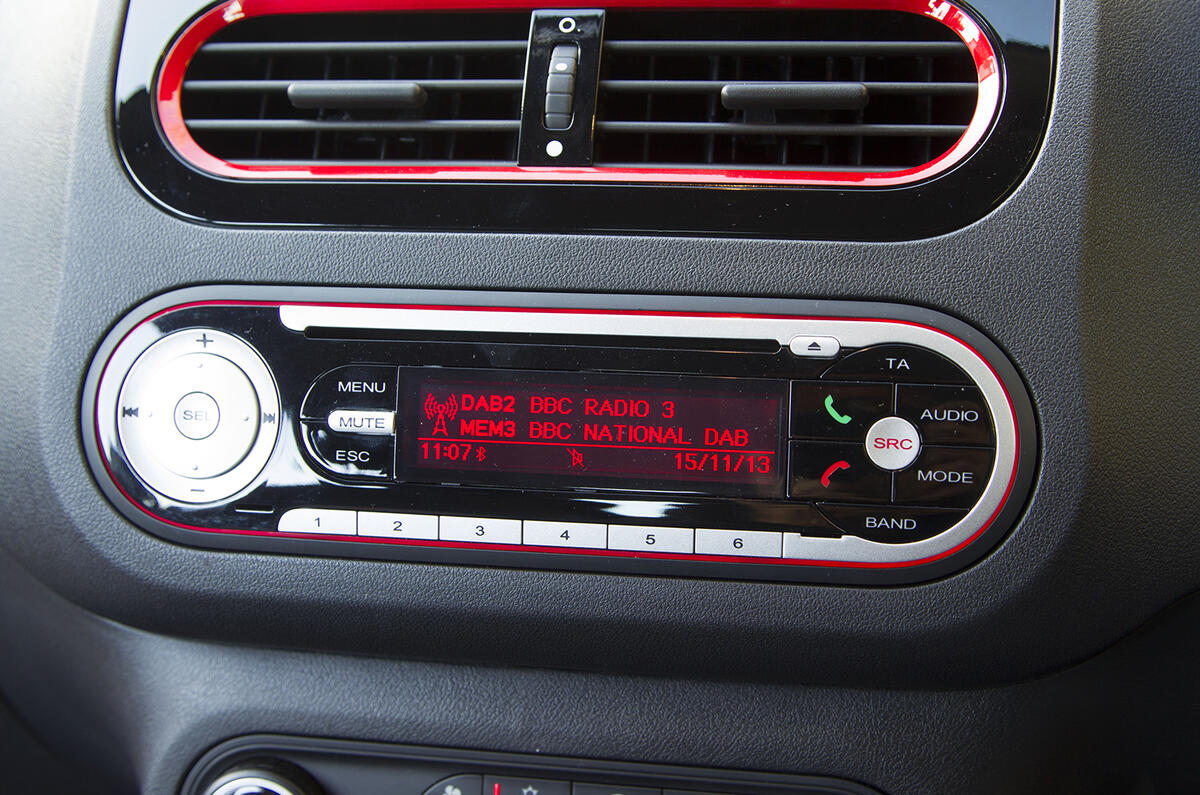 TA
MENU
DAB2 BBC RADIO 3
AUDIO
SEL
MUTE
MEM3 BBC NATIONAL DAB
SRC
ESC
11:07 15/11/13
MODE
1 2 3 4 5 6
BAND